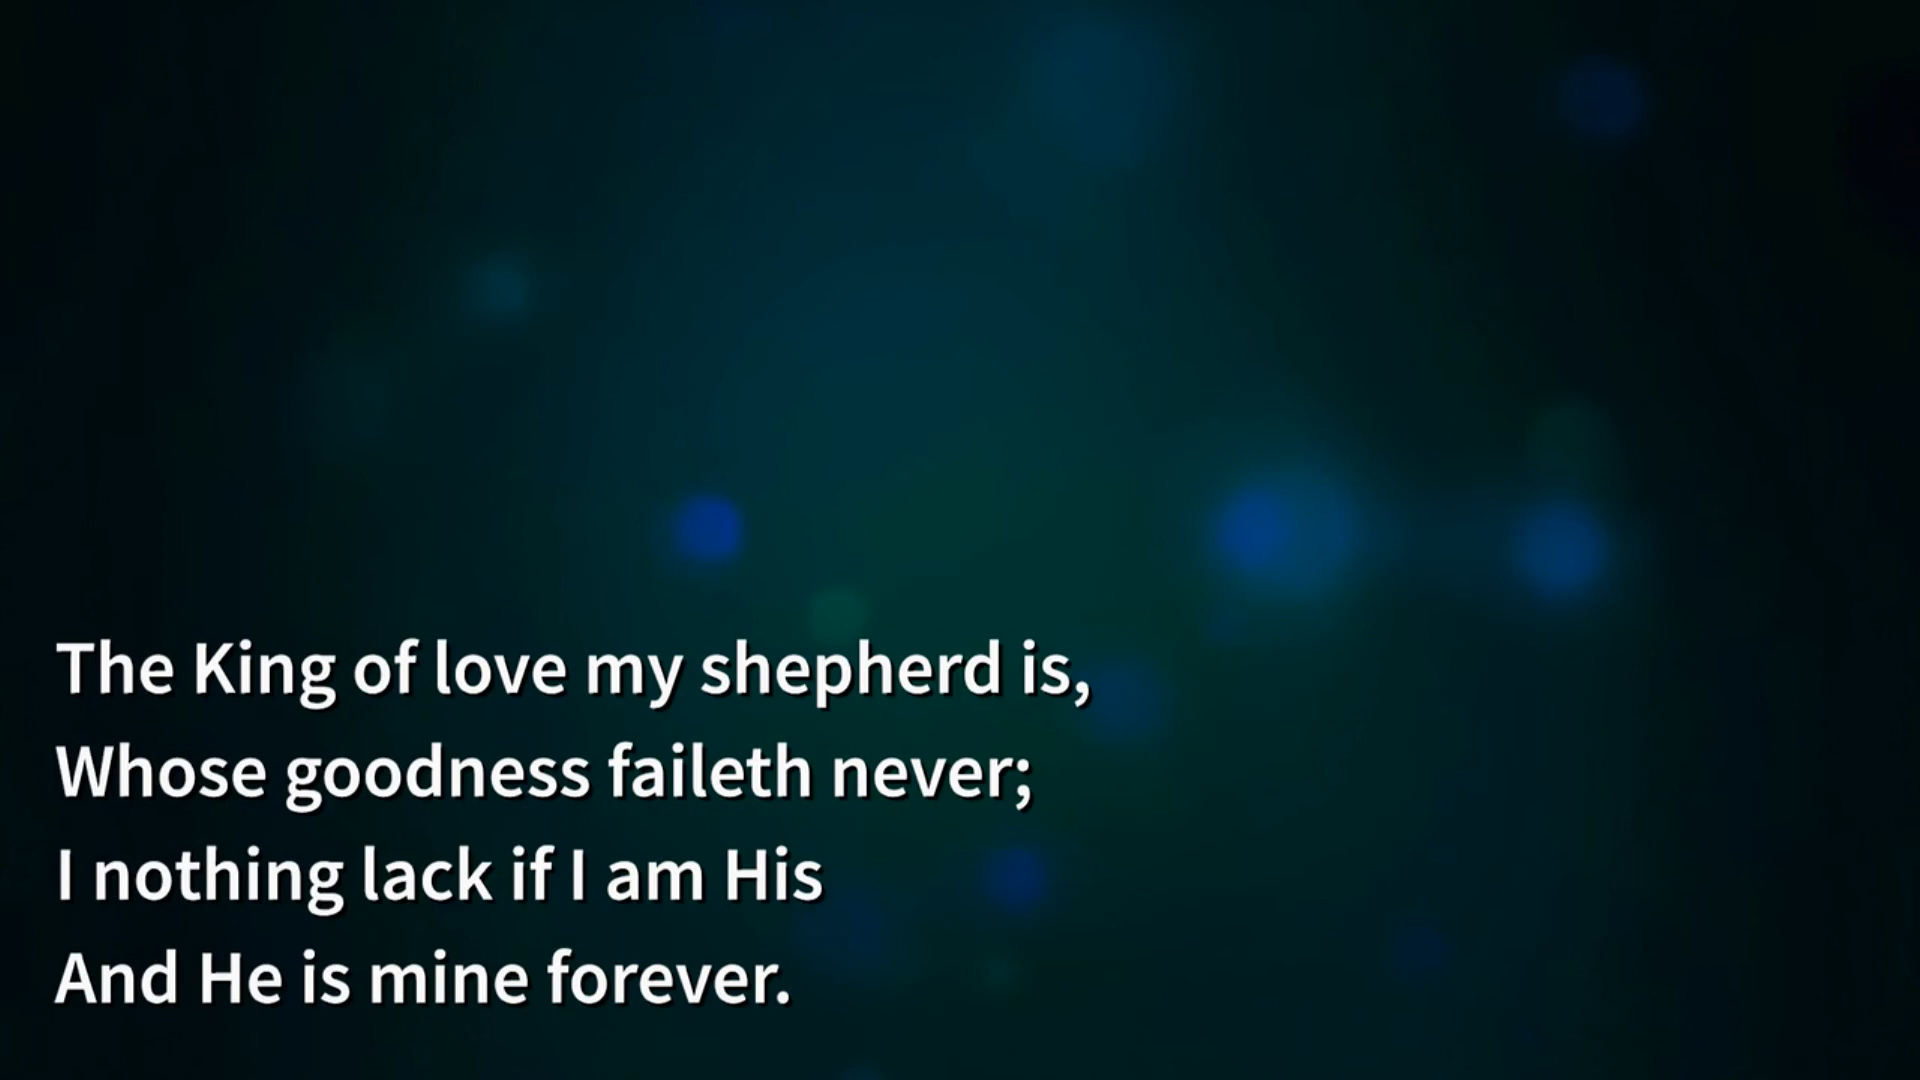 The King of love my shepherd is,
Whose goodness faileth never;
I nothing lack if I am His
And He is mine forever.